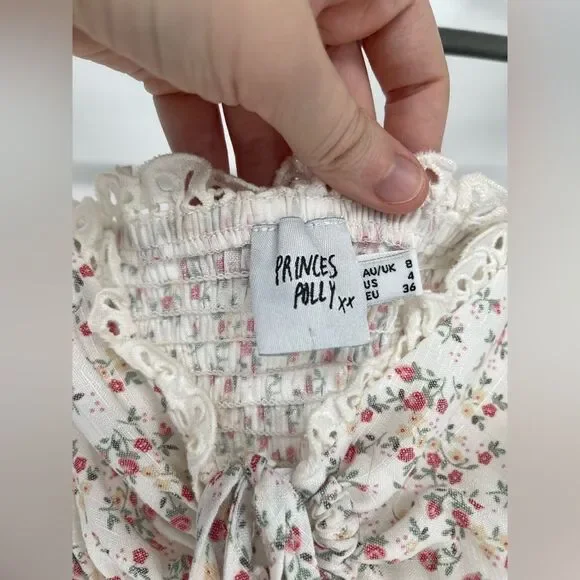 PRINCES
POLLY xx
AU/UK 8
US 4
EU 36